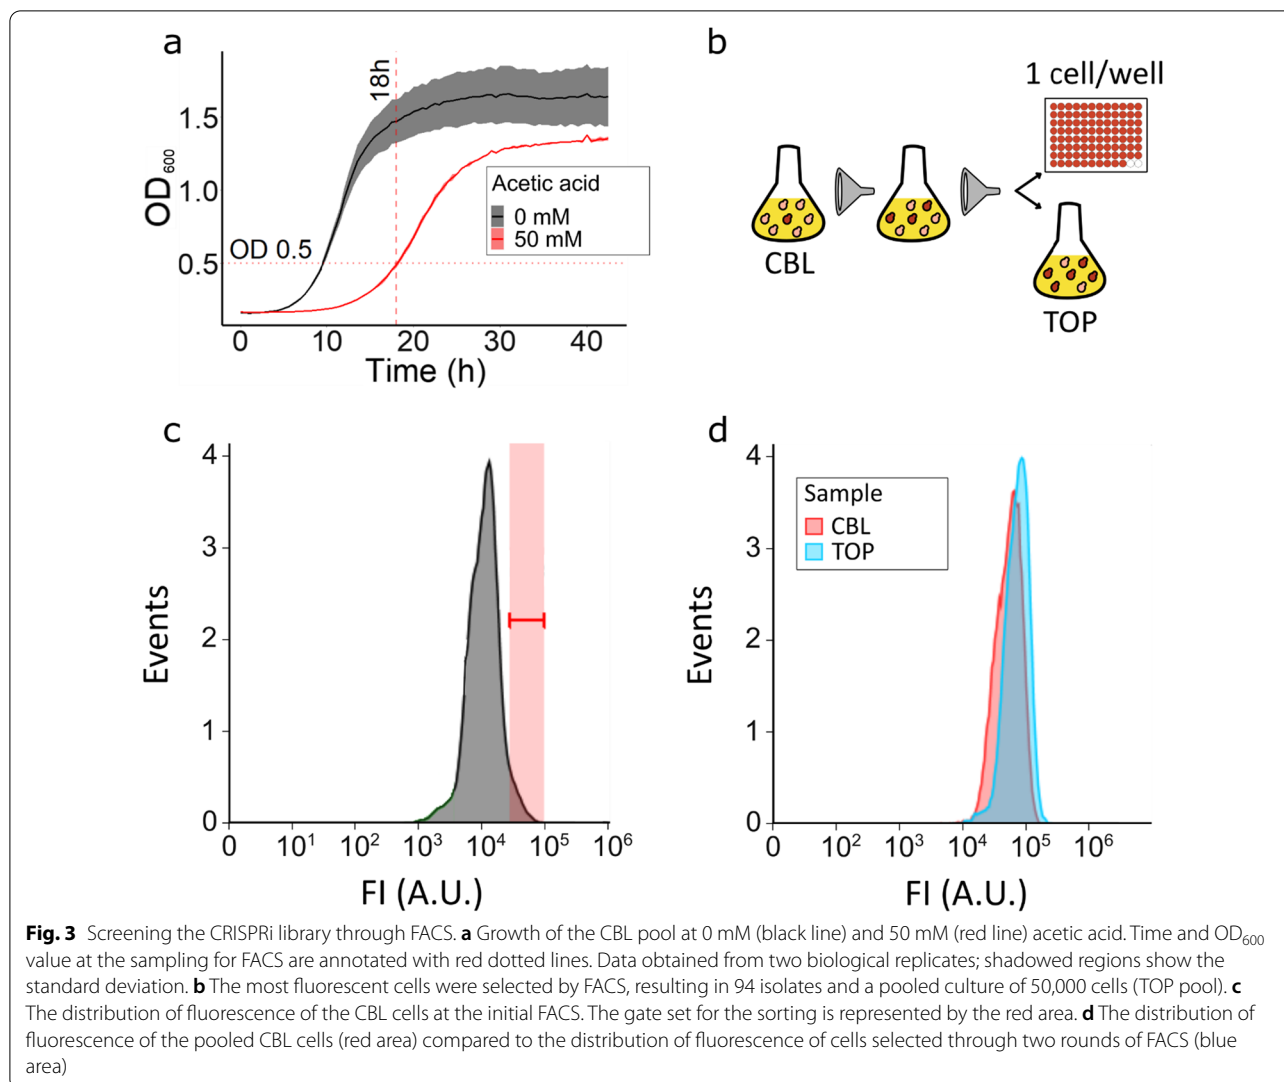 a
18h
1.5
1.0
0.5
OD600
OD 0.5
Acetic acid
0 mM
50 mM
0 10 20 30 40
Time (h)
b
1 cell/well
CBL
TOP
c
4
3
2
1
0
Events
0 10¹ 10² 10³ 10⁴ 10⁵ 10⁶
FI (A.U.)
d
4
3
2
1
0
Events
Sample
CBL
TOP
0 10² 10³ 10⁴ 10⁵ 10⁶
FI (A.U.)
Fig. 3 Screening the CRISPRi library through FACS. a Growth of the CBL pool at 0 mM (black line) and 50 mM (red line) acetic acid. Time and OD600
value at the sampling for FACS are annotated with red dotted lines. Data obtained from two biological replicates; shadowed regions show the
standard deviation. b The most fluorescent cells were selected by FACS, resulting in 94 isolates and a pooled culture of 50,000 cells (TOP pool). c
The distribution of fluorescence of the CBL cells at the initial FACS. The gate set for the sorting is represented by the red area. d The distribution of
fluorescence of the pooled CBL cells (red area) compared to the distribution of fluorescence of cells selected through two rounds of FACS (blue
area)